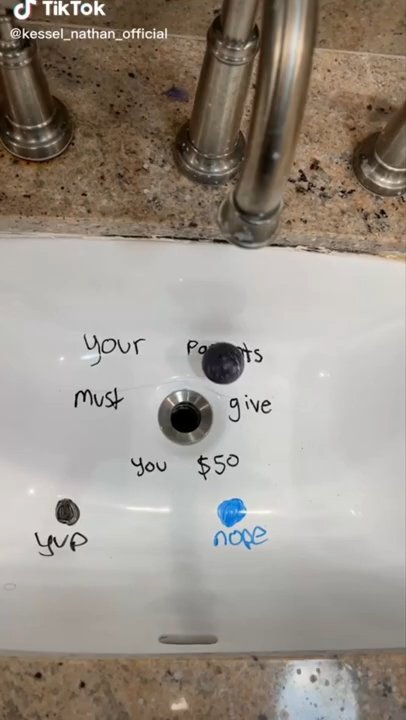 TikTok
@kessel_nathan_official
your
must give
you $50
yup nope